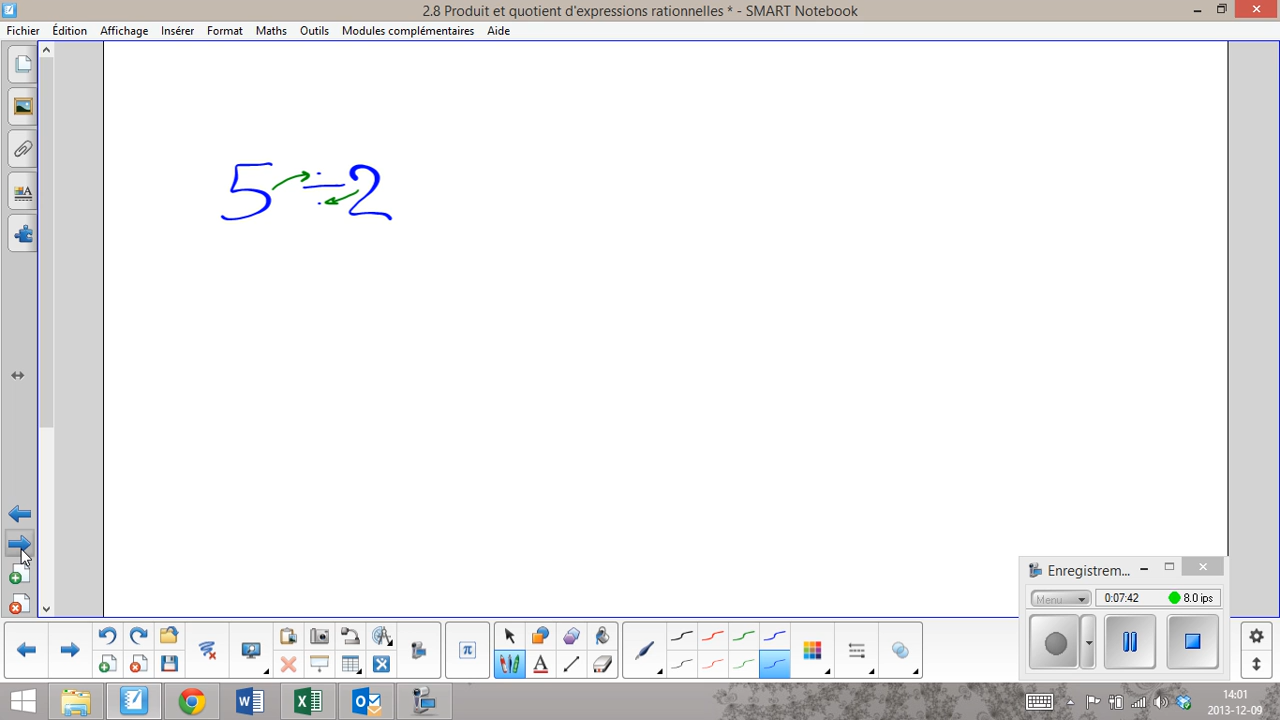 2.8 Produit et quotient d'expressions rationnelles * - SMART Notebook
Fichier Édition Affichage Insérer Format Maths Outils Modules complémentaires Aide
5 ÷ 2
Enregistrem...
Menu 0:07:42 8.0 ips
14:01
2013-12-09